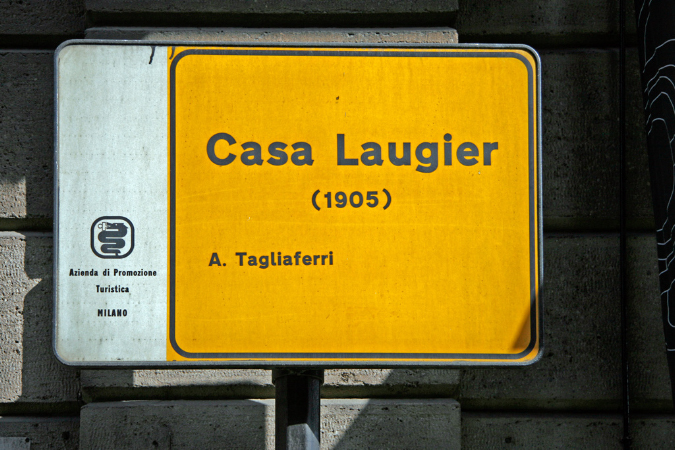 Casa Laugier
(1905)
A. Tagliaferri
Azienda di Promozione
Turistica
MILANO